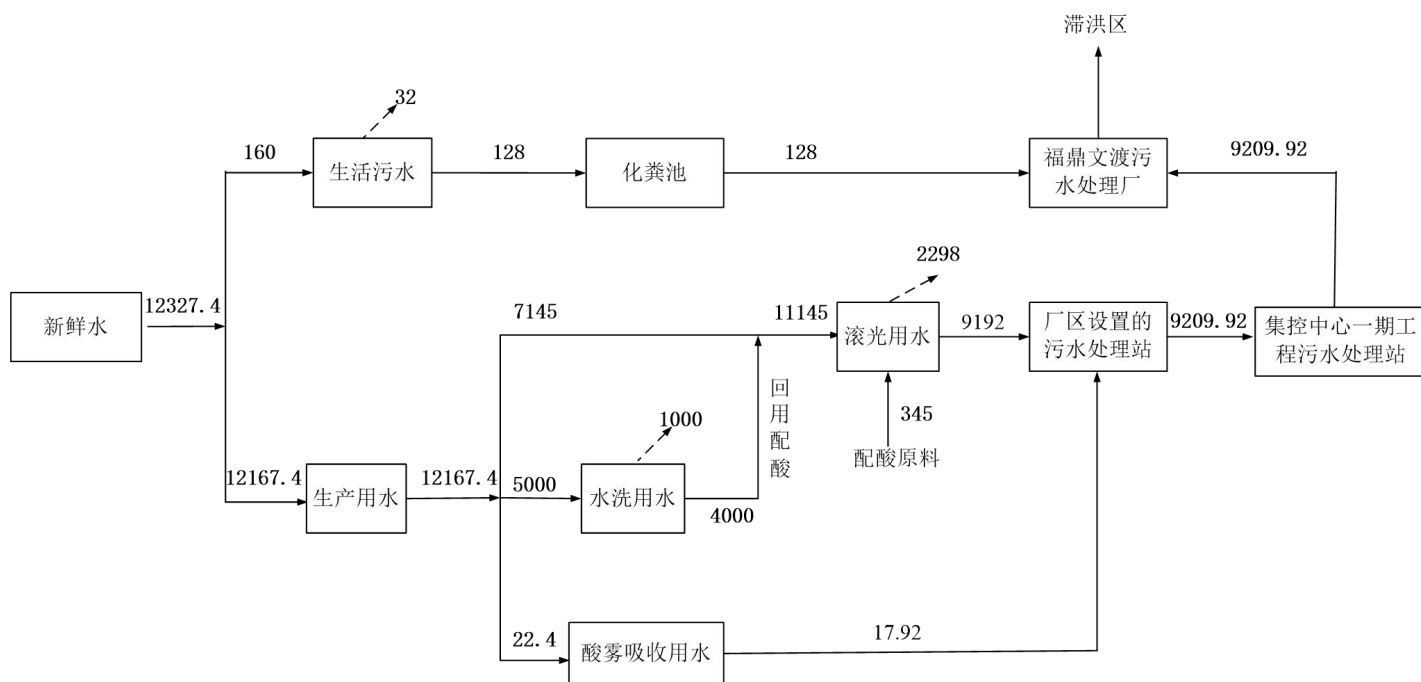 滞洪区
32
160
生活污水
128
化粪池
128
福鼎文渡污
水处理厂
9209.92
2298
新鲜水
12327.4
7145
11145
滚光用水
9192
厂区设置的
污水处理站
9209.92
集控中心一期工
程污水处理站
回用配酸
345
配酸原料
1000
12167.4
生产用水
12167.4
5000
水洗用水
4000
22.4
酸雾吸收用水
17.92